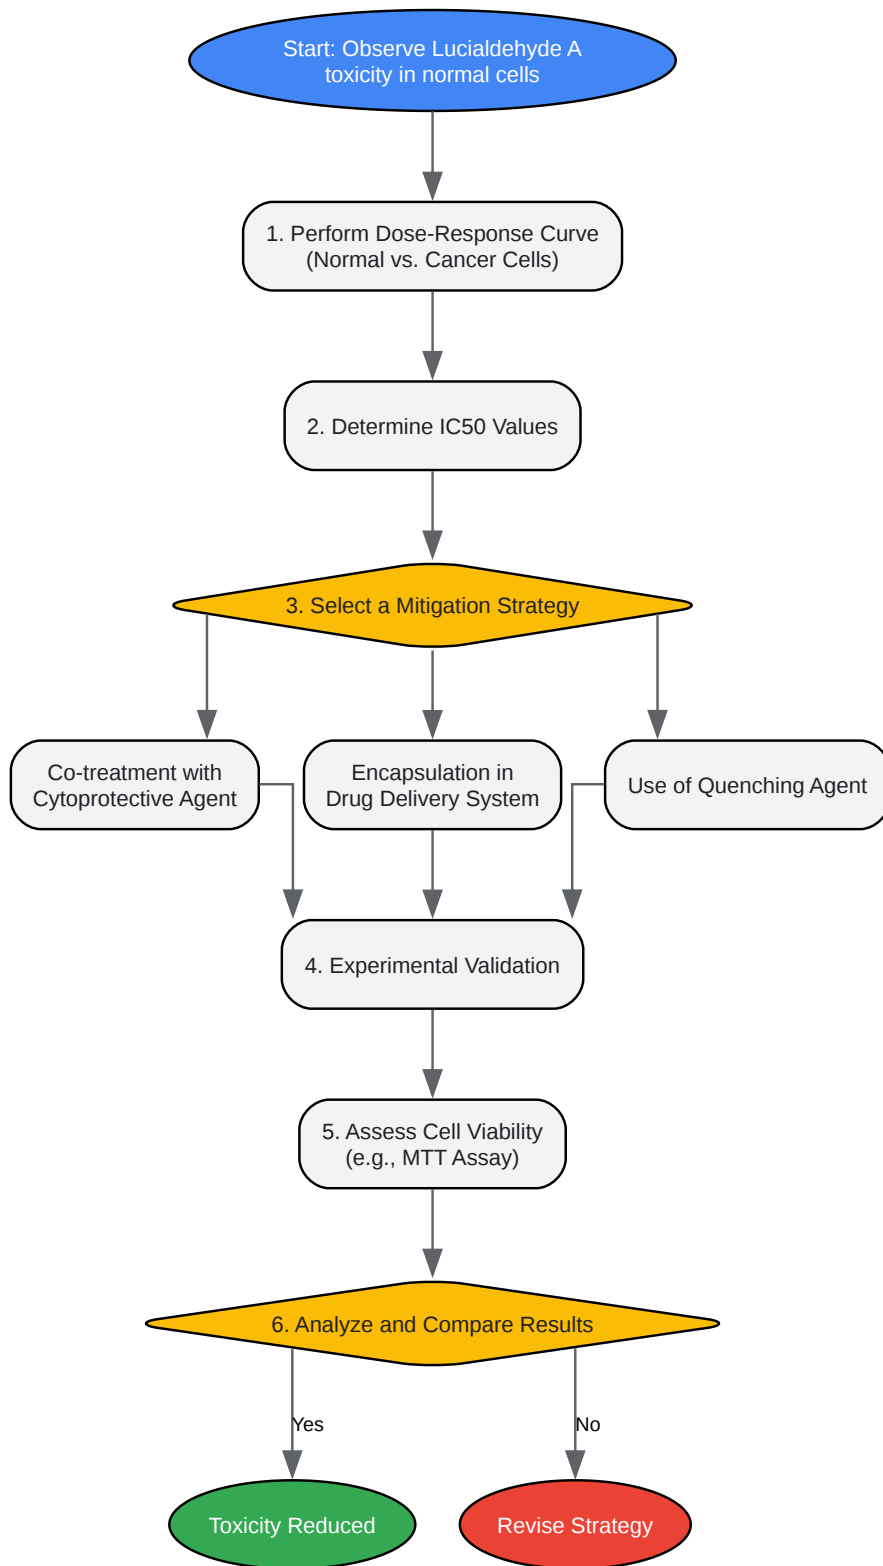 Start: Observe Lucialdehyde A
toxicity in normal cells
1. Perform Dose-Response Curve
(Normal vs. Cancer Cells)
2. Determine IC50 Values
3. Select a Mitigation Strategy
Co-treatment with
Cytoprotective Agent
Encapsulation in
Drug Delivery System
Use of Quenching Agent
4. Experimental Validation
5. Assess Cell Viability
(e.g., MTT Assay)
6. Analyze and Compare Results
Yes
No
Toxicity Reduced
Revise Strategy